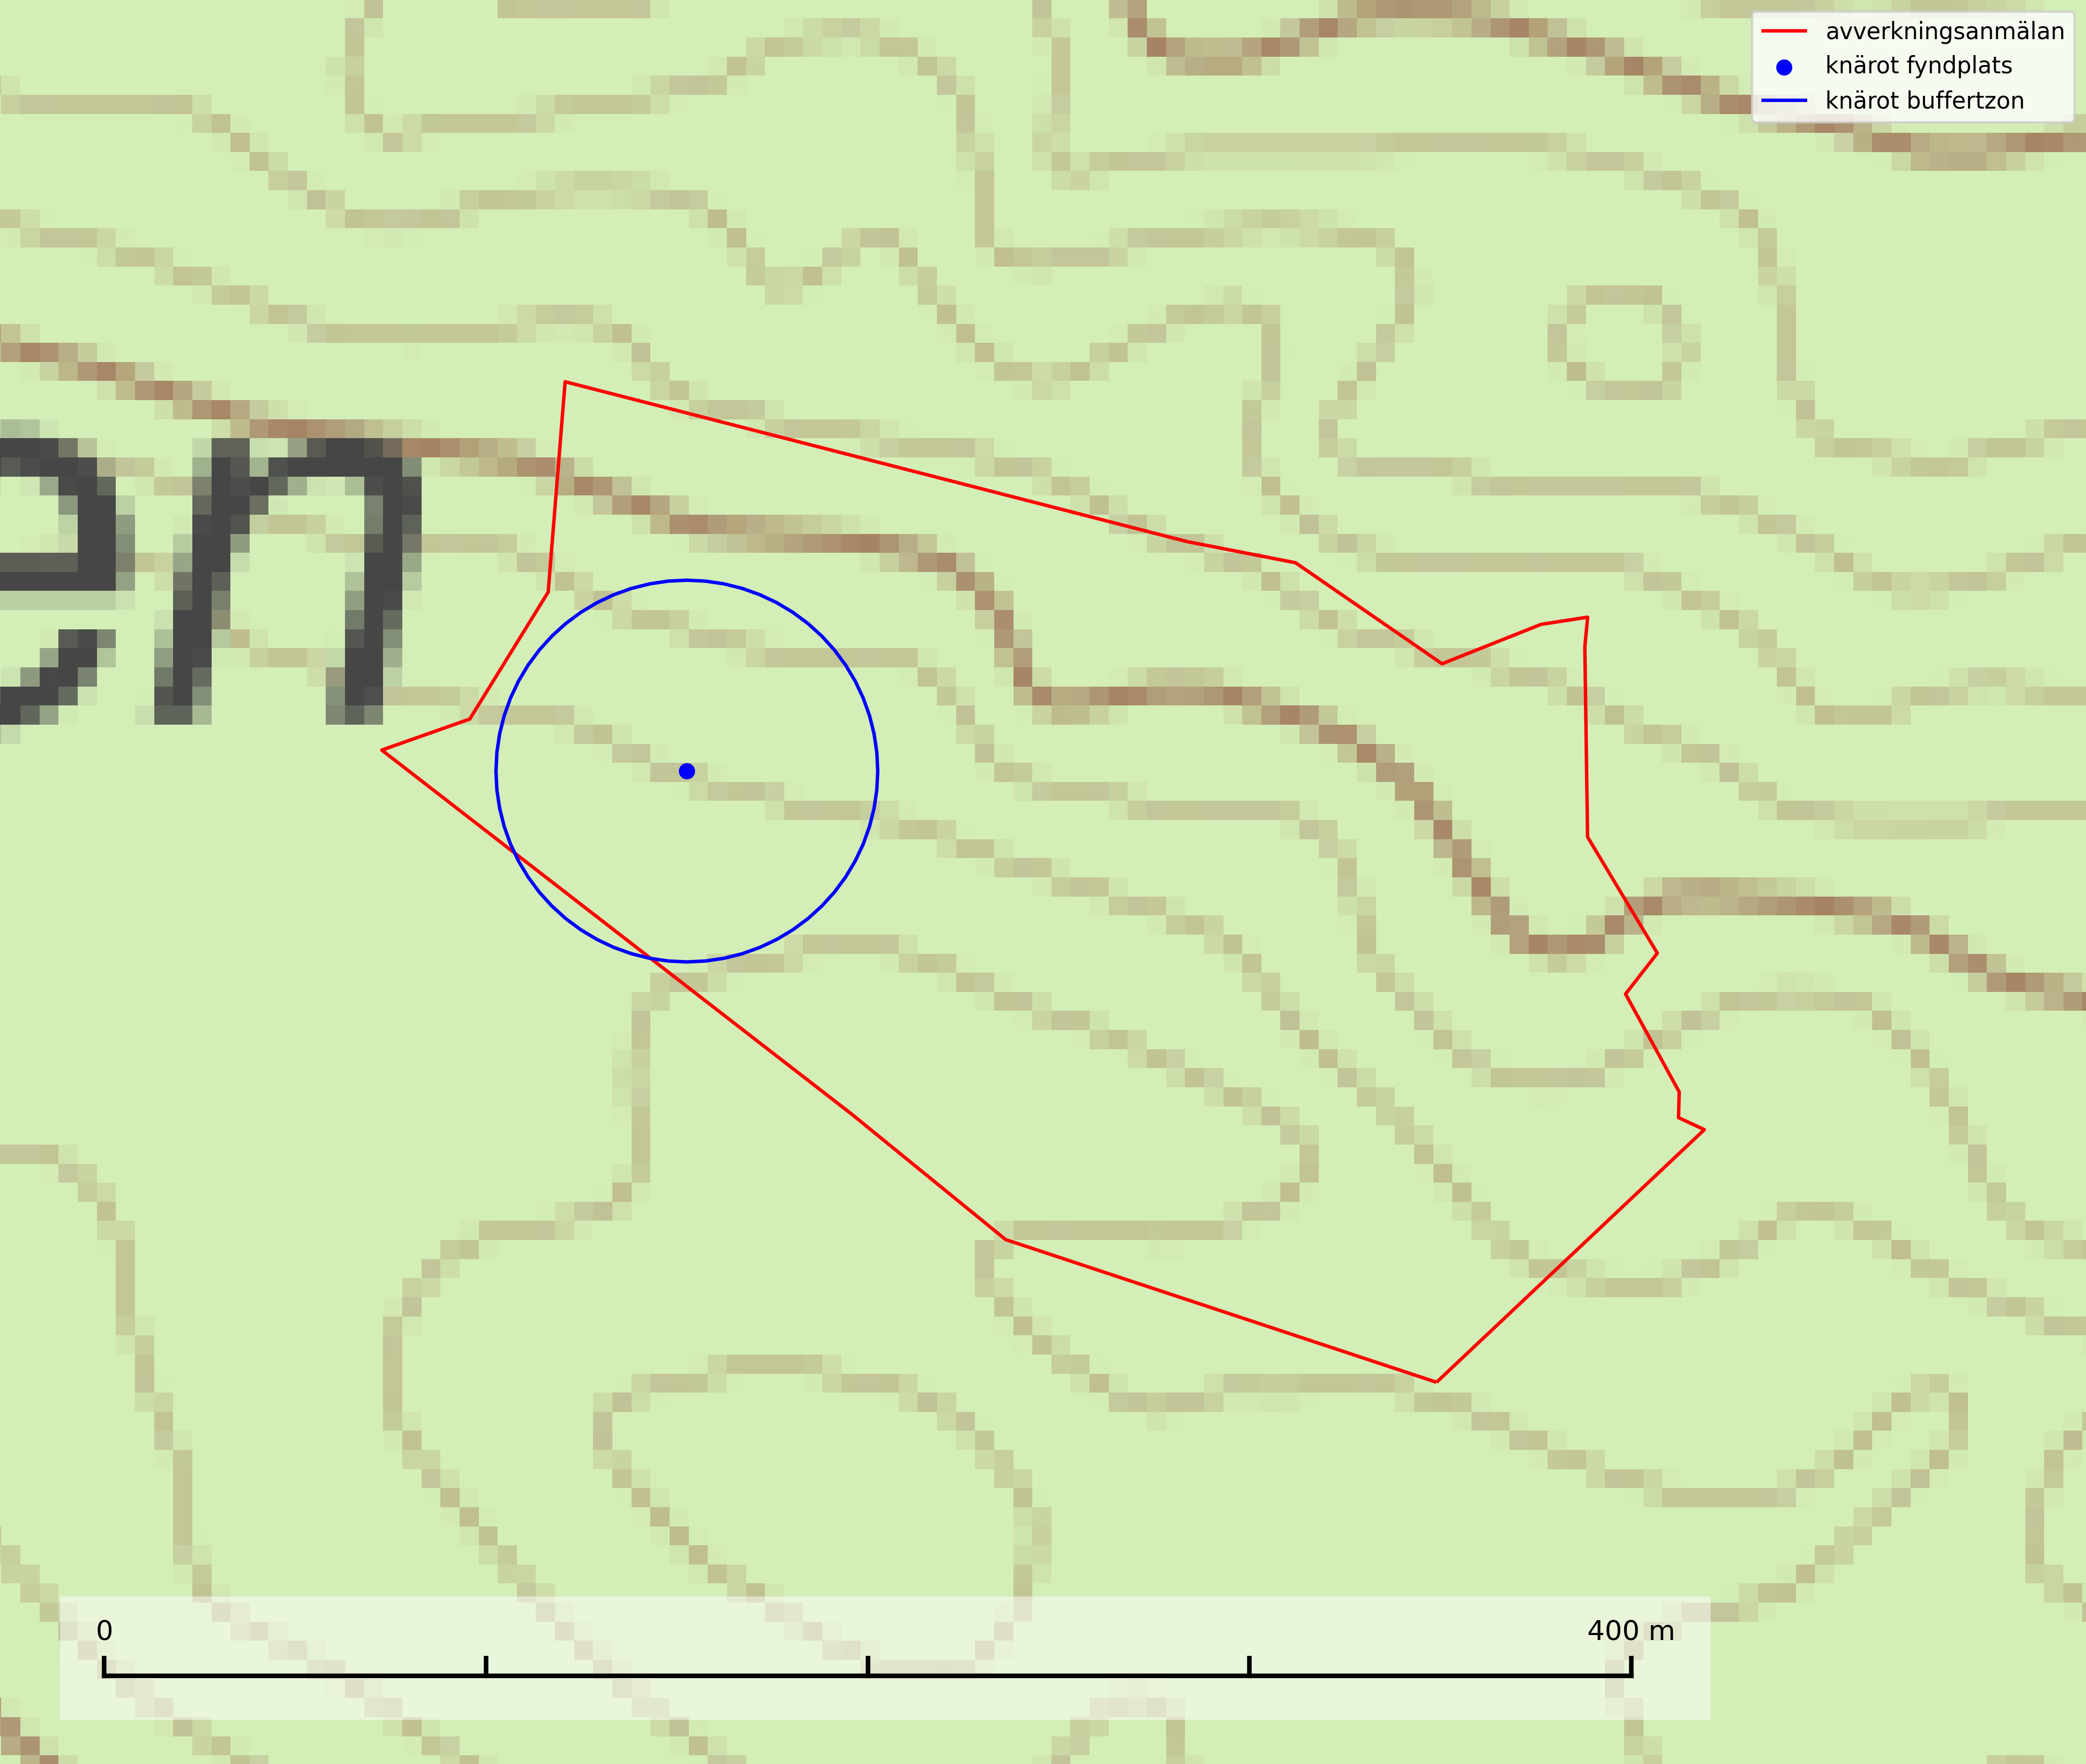 avverkningsanmälan
knärot fyndplats
knärot buffertzon
n
0
400 m